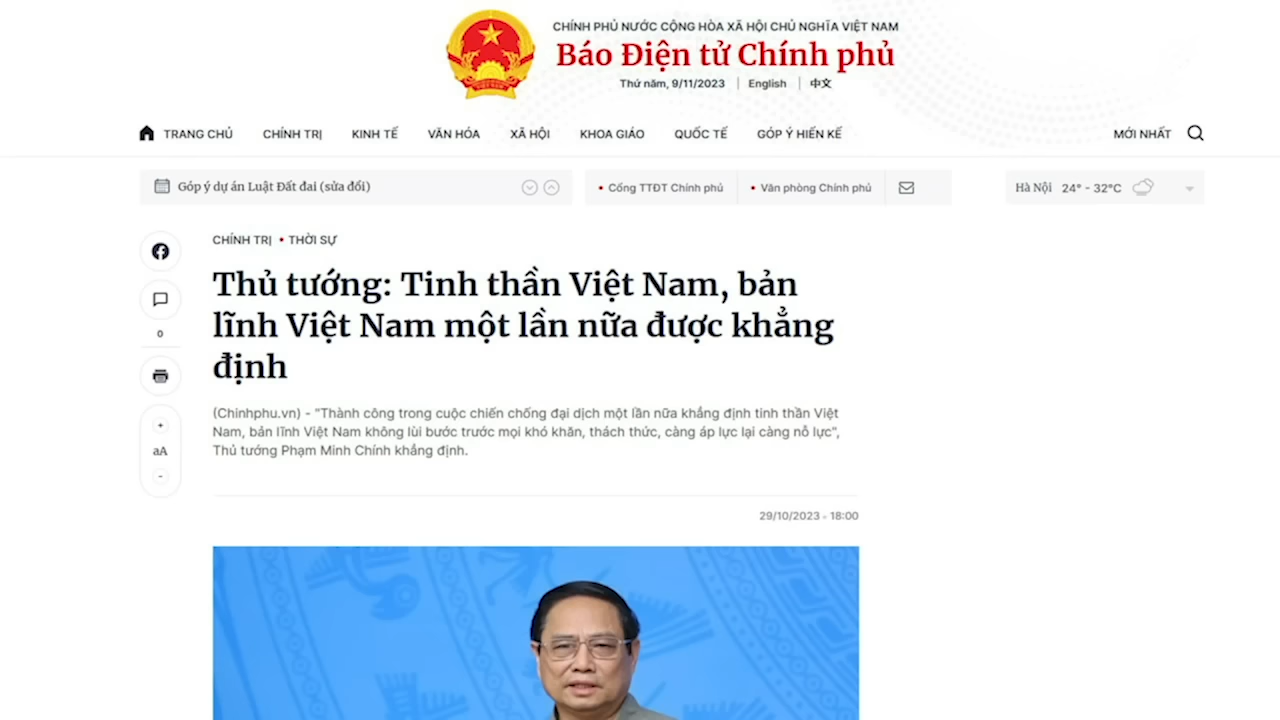 CHÍNH PHỦ NƯỚC CỘNG HÒA XÃ HỘI CHỦ NGHĨA VIỆT NAM
Báo Điện tử Chính phủ
Thứ năm, 9/11/2023 | English | 中文
TRANG CHỦ CHÍNH TRỊ KINH TẾ VĂN HÓA XÃ HỘI KHOA GIÁO QUỐC TẾ GÓP Ý HIẾN KẾ MỚI NHẤT
Góp ý dự án Luật Đất đai (sửa đổi) • Cổng TTĐT Chính phủ • Văn phòng Chính phủ Hà Nội 24° - 32°C
CHÍNH TRỊ • THỜI SỰ
Thủ tướng: Tinh thần Việt Nam, bản
lĩnh Việt Nam một lần nữa được khẳng
định
0
aA
(Chinhphu.vn) - "Thành công trong cuộc chiến chống đại dịch một lần nữa khẳng định tinh thần Việt
Nam, bản lĩnh Việt Nam không lùi bước trước mọi khó khăn, thách thức, càng áp lực lại càng nỗ lực",
Thủ tướng Phạm Minh Chính khẳng định.
29/10/2023 - 18:00